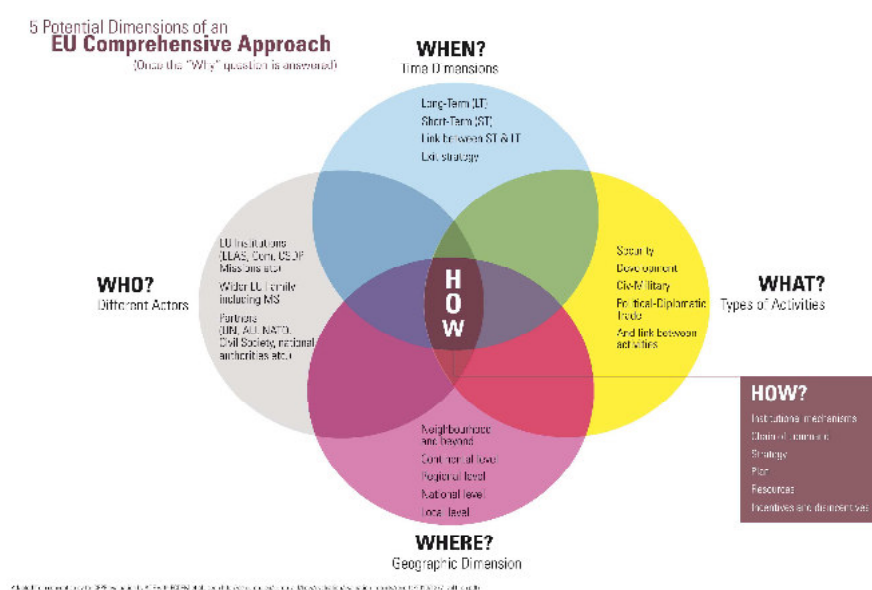 5 Potential Dimensions of an
EU Comprehensive Approach
(Once the "Why" question is answered)
WHEN?
Time Dimensions
Long-Term (LT)
Short-Term (ST)
Link between ST & LT
Exit strategy
WHO?
Different Actors
EU Institutions
(EEAS, Com, CSDP
Missions etc)
Wider EU Family
including MS
Partners
(UN, AU, NATO,
Civil Society, national
authorities etc.)
HOW
WHAT?
Types of Activities
Security
Development
Civ-Military
Political-Diplomatic
Trade
And link between
activities
Neighbourhood
and beyond
Continental level
Regional level
National level
Local level
WHERE?
Geographic Dimension
HOW?
Institutional mechanisms
Chain of command
Strategy
Plan
Resources
Incentives and disincentives